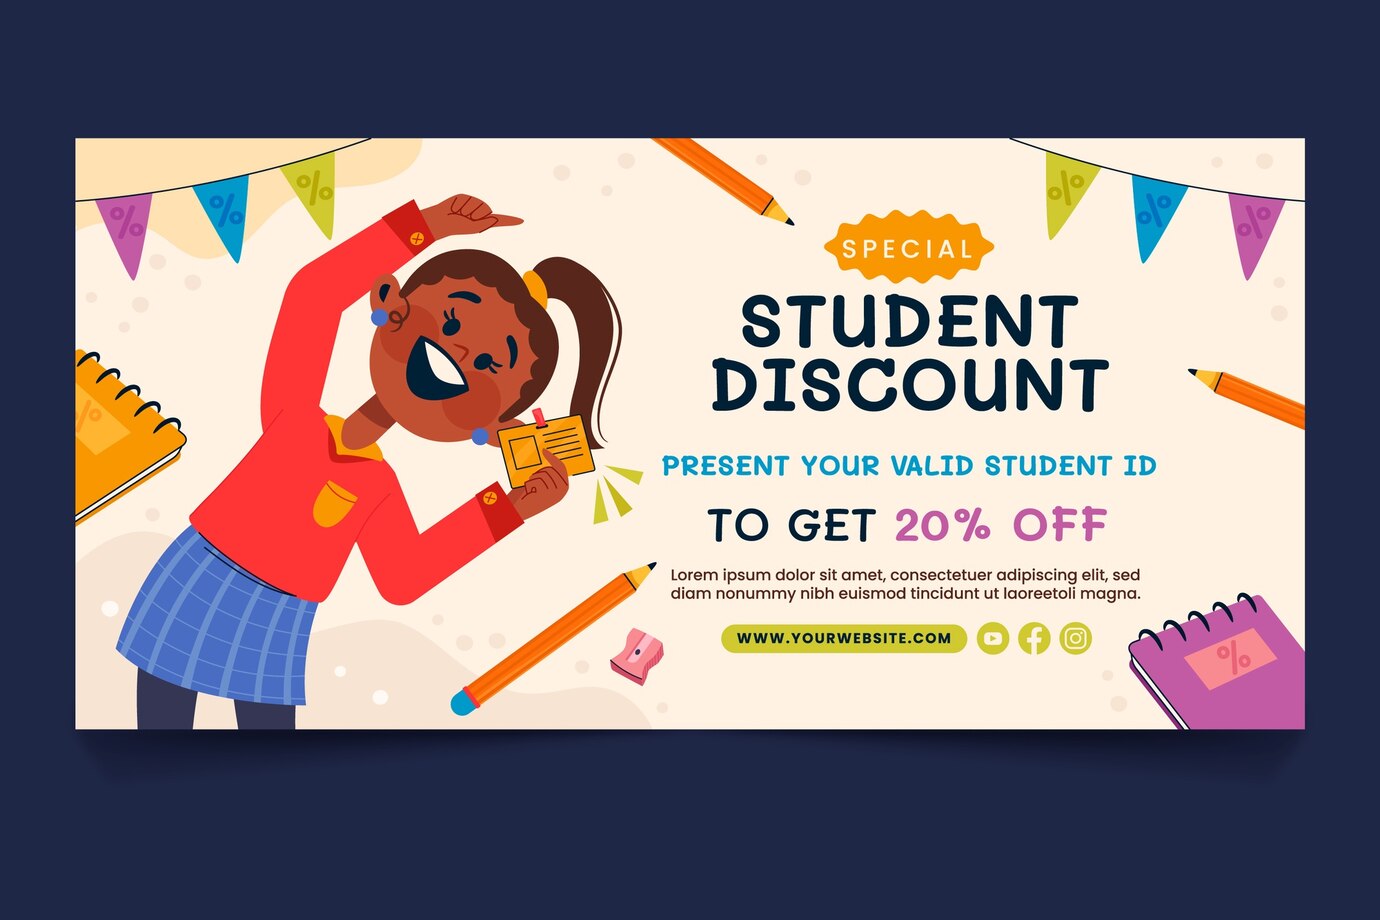 SPECIAL
STUDENT
DISCOUNT
PRESENT YOUR VALID STUDENT ID
TO GET 20% OFF
Lorem ipsum dolor sit amet, consectetuer adipiscing elit, sed
diam nonummy nibh euismod tincidunt ut laoreetoli magna.
WWW.YOURWEBSITE.COM
%
%
%
%
%
%
%
%